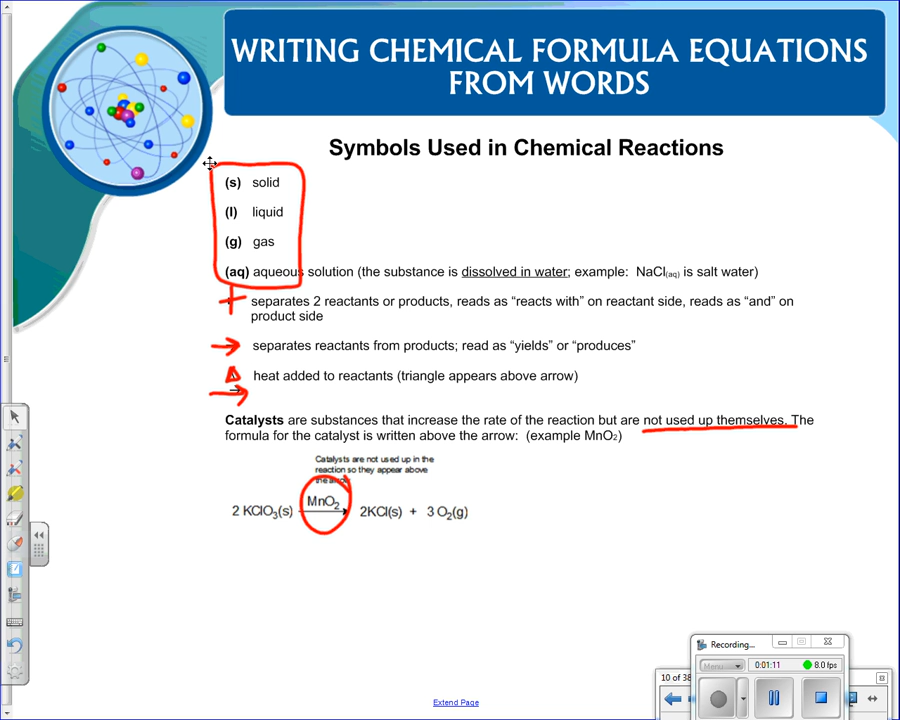 WRITING CHEMICAL FORMULA EQUATIONS
FROM WORDS
Symbols Used in Chemical Reactions
(s) solid
(l) liquid
(g) gas
(aq) aqueous solution (the substance is dissolved in water; example: NaCl(aq) is salt water)
+ separates 2 reactants or products, reads as “reacts with” on reactant side, reads as “and” on
product side
→ separates reactants from products; read as “yields” or “produces”
Δ heat added to reactants (triangle appears above arrow)
→
Catalysts are substances that increase the rate of the reaction but are not used up themselves. The
formula for the catalyst is written above the arrow: (example MnO₂)
Catalysts are not used up in the
reaction so they appear above
the arrow
MnO₂
2 KClO₃(s) → 2KCl(s) + 3 O₂(g)
Recording...
Menu
0:01:11
8.0 fps
10 of 38
Extend Page